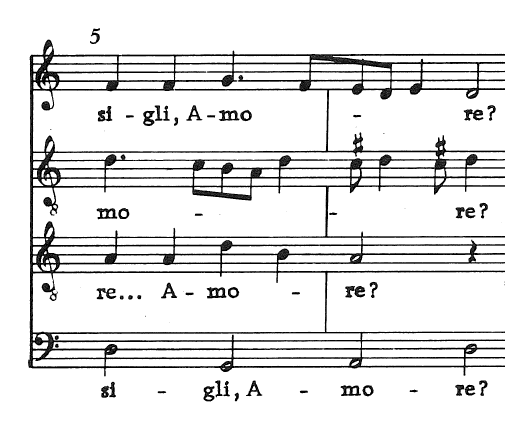 5
si - gli, A - mo - re?
mo - - - re?
re... A - mo - re?
si - gli, A - mo - re?